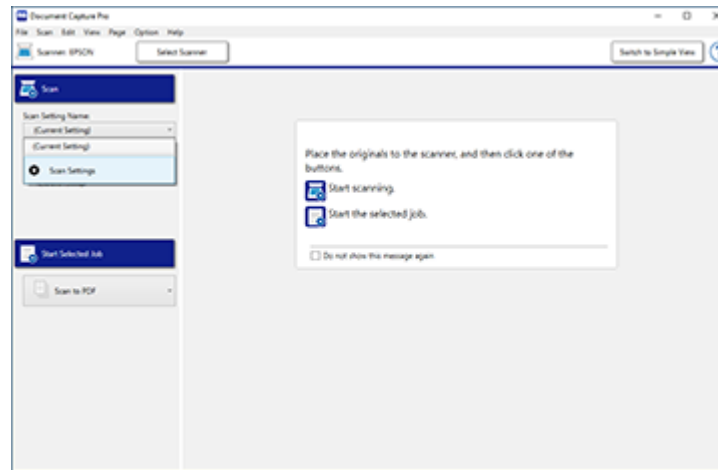 Document Capture Pro
File Scan Edit View Page Option Help
Scanner: EPSON Select Scanner Switch to Simple View
Scan
Scan Setting Name
(Current Setting)
(Current Setting)
Scan Settings
Start Selected Job
Scan to PDF
Place the originals to the scanner, and then click one of the
buttons.
Start scanning.
Start the selected job.
Do not show this message again